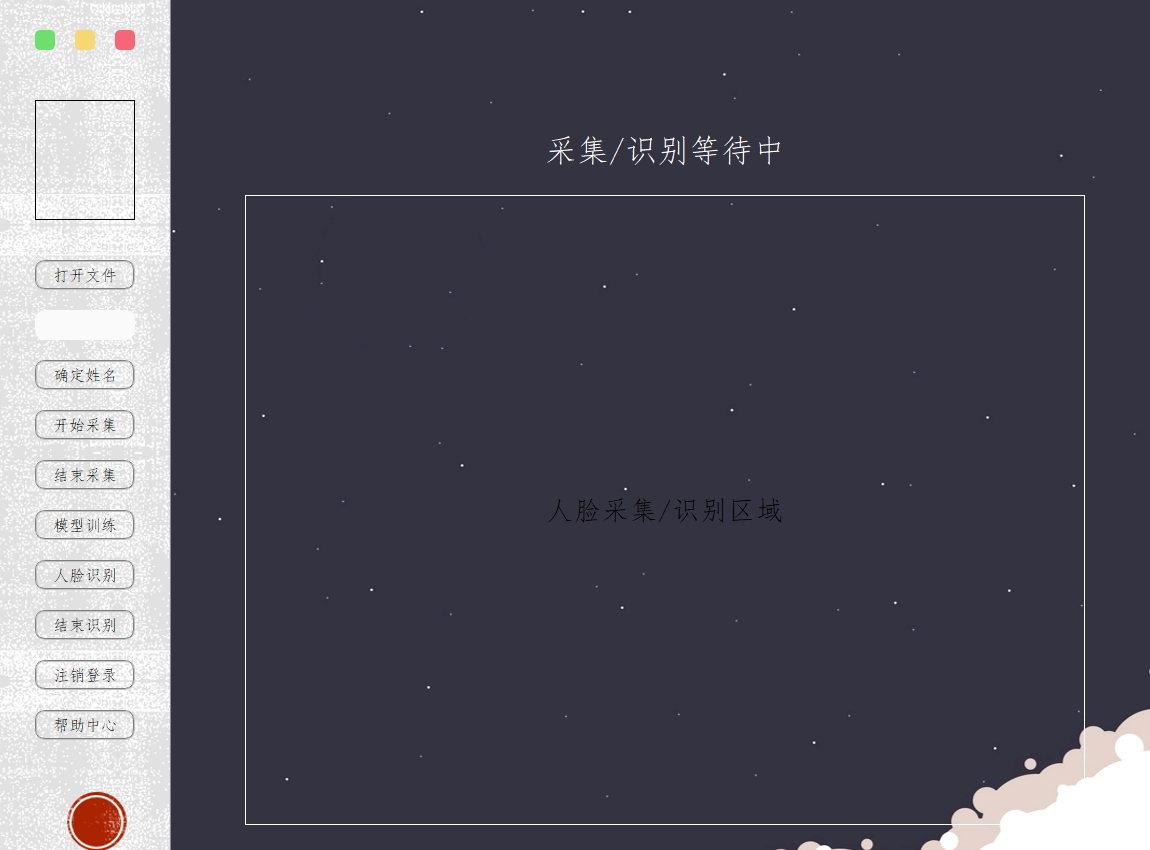 采集/识别等待中
打开文件
确定姓名
开始采集
结束采集
模型训练
人脸识别
结束识别
注销登录
帮助中心
人脸采集/识别区域